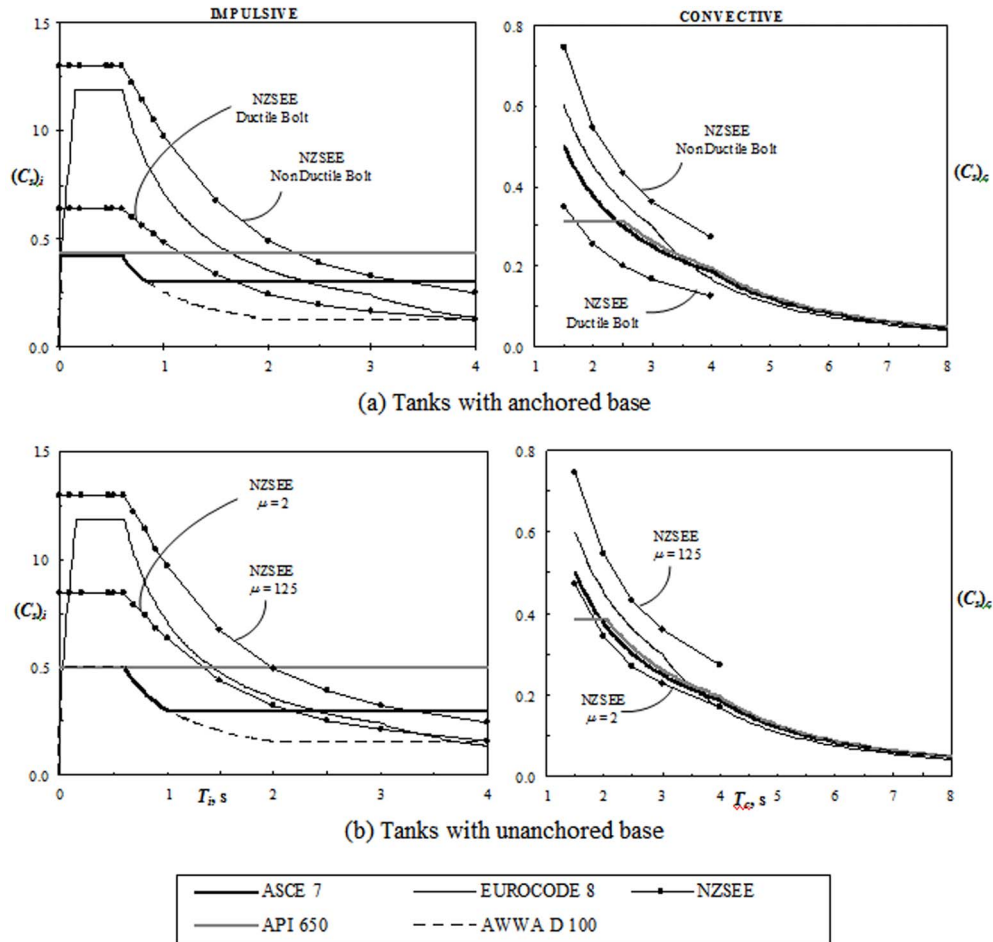 IMPULSIVE
CONVECTIVE
1.5
1.0
0.5
0.0
(Cs)i
NZSEE
Ductile Bolt
NZSEE
NonDuctile Bolt
0 1 2 3 4
0.8
0.6
0.4
0.2
0.0
(Cs)c
NZSEE
NonDuctile Bolt
NZSEE
Ductile Bolt
1 2 3 4 5 6 7 8
(a) Tanks with anchored base
1.5
1.0
0.5
0.0
(Cs)i
NZSEE
μ = 2
NZSEE
μ = 125
0 1 2 3 4
Ti, s
0.8
0.6
0.4
0.2
0.0
(Cs)c
NZSEE
μ = 125
NZSEE
μ = 2
1 2 3 4 5 6 7 8
Tc, s
(b) Tanks with unanchored base
ASCE 7
EUROCODE 8
NZSEE
API 650
AWWA D 100